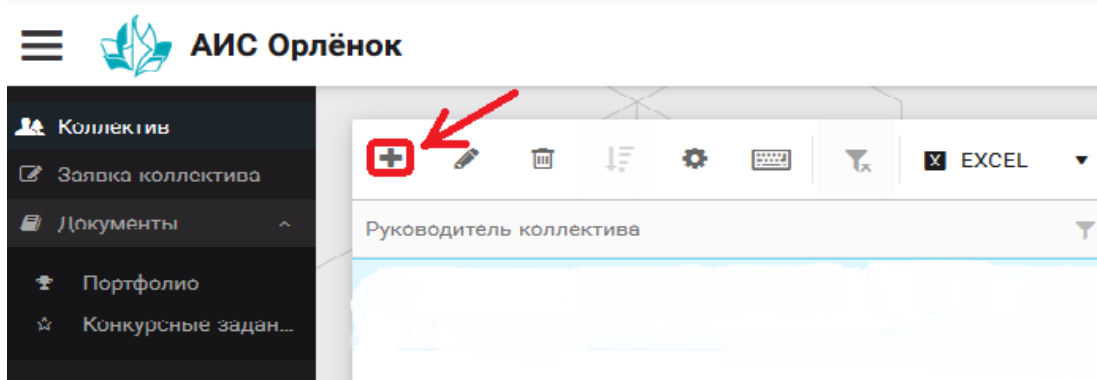 АИС Орлёнок
Коллектив
Заявка коллектива
Документы
Портфолио
Конкурсные задан...
EXCEL
Руководитель коллектива